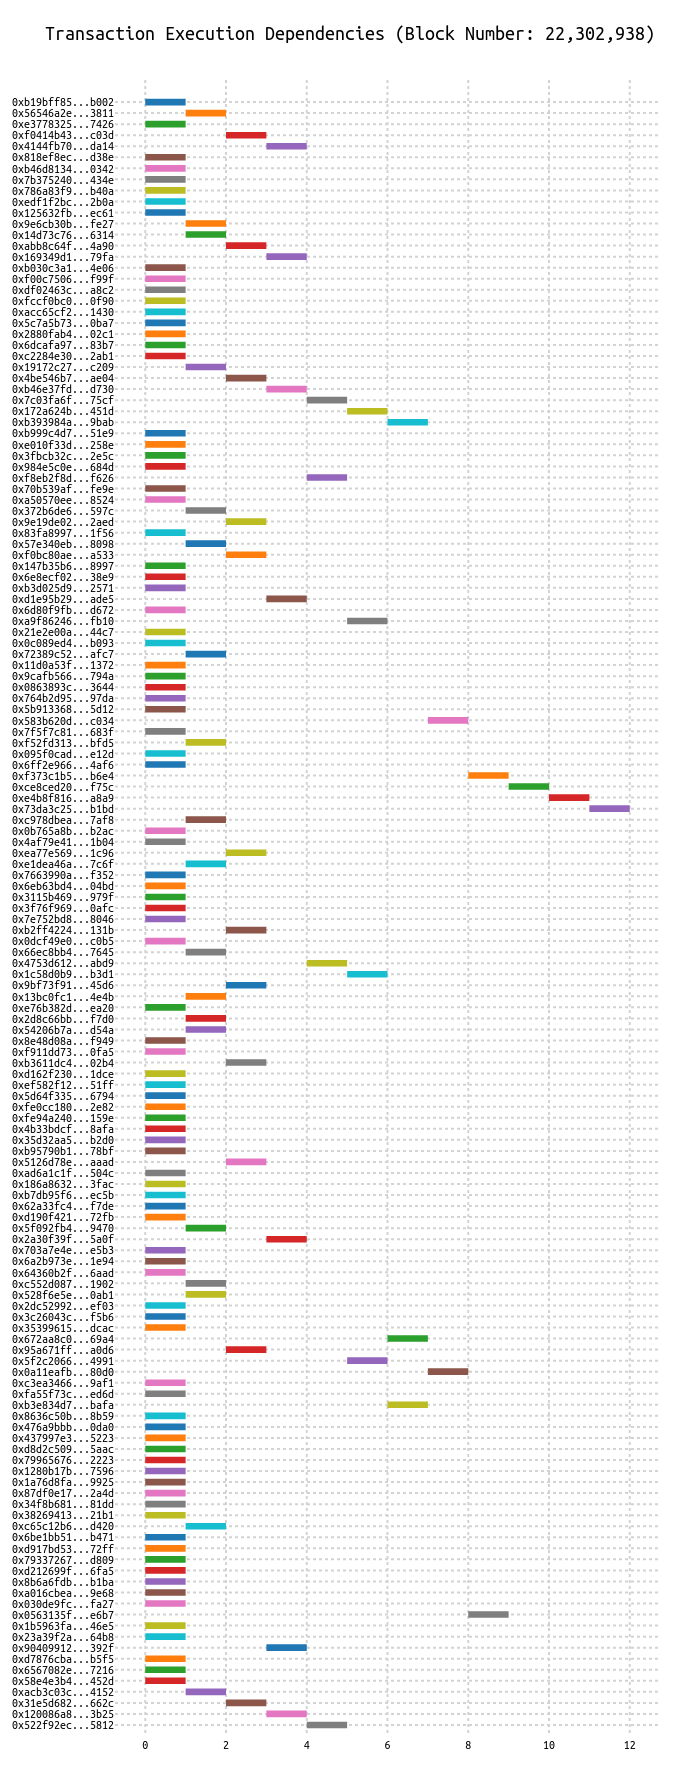 Transaction Execution Dependencies (Block Number: 22,302,938)
0xb19bff85...b002
0x56546a2e...3811
0xe3778325...7426
0xf0414b43...c03d
0x4144fb70...da14
0x818ef8ec...d38e
0xb46d8134...0342
0x7b375240...434e
0x786a83f9...b40a
0xedf1f2bc...2b0a
0x125632fb...ec61
0x9e6cb30b...fe27
0x14d73c76...6314
0xabb8c64f...4a90
0x169349d1...79fa
0xb030c3a1...4e06
0xf00c7506...f99f
0xdf02463c...a8c2
0xfccf0bc0...0f90
0xacc65cf2...1430
0x5c7a5b73...0ba7
0x2880fab4...02c1
0x6dcafa97...83b7
0xc2284e30...2ab1
0x19172c27...c209
0x4be546b7...ae04
0xb46e37fd...d730
0x7c03fa6f...75cf
0x172a624b...451d
0xb393984a...9bab
0xb999c4d7...51e9
0xe010f33d...258e
0x3fbcb32c...2e5c
0x984e5c0e...684d
0xf8eb2f8d...f626
0x70b539af...fe9e
0xa50570ee...8524
0x372b6de6...597c
0x9e19de02...2aed
0x83fa8997...1f56
0x57e340eb...8098
0xf0bc80ae...a533
0x147b35b6...8997
0x6e8ecf02...38e9
0xb3d025d9...2571
0xd1e95b29...ade5
0x6d80f9fb...d672
0xa9f86246...fb10
0x21e2e00a...44c7
0x0c089ed4...b093
0x72389c52...afc7
0x11d0a53f...1372
0x9cafb566...794a
0x0863893c...3644
0x764b2d95...97da
0x5b913368...5d12
0x583b620d...c034
0x7f5f7c81...683f
0xf52fd313...bfd5
0x095f0cad...e12d
0x6ff2e966...4af6
0xf373c1b5...b6e4
0xce8ced20...f75c
0xe4b8f816...a8a9
0x73da3c25...b1bd
0xc978dbea...7af8
0x0b765a8b...b2ac
0x4af79e41...1b04
0xea77e569...1c96
0xe1dea46a...7c6f
0x7663990a...f352
0x6eb63bd4...04bd
0x3115b469...979f
0x3f76f969...0afc
0x7e752bd8...8046
0xb2ff4224...131b
0x0dcf49e0...c0b5
0x66ec8bb4...7645
0x4753d612...abd9
0x1c58d0b9...b3d1
0x9bf73f91...45d6
0x13bc0fc1...4e4b
0xe76b382d...ea20
0x2d8c66bb...f7d0
0x54206b7a...d54a
0x8e48d08a...f949
0xf911dd73...0fa5
0xb3611dc4...02b4
0xd162f230...1dce
0xef582f12...51ff
0x5d64f335...6794
0xfe0cc180...2e82
0xfe94a240...159e
0x4b33bdcf...8afa
0x35d32aa5...b2d0
0xb95790b1...78bf
0x5126d78e...aaad
0xad6a1c1f...504c
0x186a8632...3fac
0xb7db95f6...ec5b
0x62a33fc4...f7de
0xd190f421...72fb
0x5f092fb4...9470
0x2a30f39f...5a0f
0x703a7e4e...e5b3
0x6a2b973e...1e94
0x64360b2f...6aad
0xc552d087...1902
0x528f6e5e...0ab1
0x2dc52992...ef03
0x3c26043c...f5b6
0x35399615...dcac
0x672aa8c0...69a4
0x95a671ff...a0d6
0x5f2c2066...4991
0x0a11eafb...80d0
0xc3ea3466...9af1
0xfa55f73c...ed6d
0xb3e834d7...bafa
0x8636c50b...8b59
0x476a9bbb...0da0
0x437997e3...5223
0xd8d2c509...5aac
0x79965676...2223
0x1280b17b...7596
0x1a76d8fa...9925
0x87df0e17...2a4d
0x34f8b681...81dd
0x38269413...21b1
0xc65c12b6...d420
0x6be1bb51...b471
0xd917bd53...72ff
0x79337267...d809
0xd212699f...6fa5
0x8b6a6fdb...b1ba
0xa016cbea...9e68
0x030de9fc...fa27
0x0563135f...e6b7
0x1b5963fa...46e5
0x23a39f2a...64b8
0x90409912...392f
0xd7876cba...b5f5
0x6567082e...7216
0x58e4e3b4...452d
0xacb3c03c...4152
0x31e5d682...662c
0x120086a8...3b25
0x522f92ec...5812
0 2 4 6 8 10 12